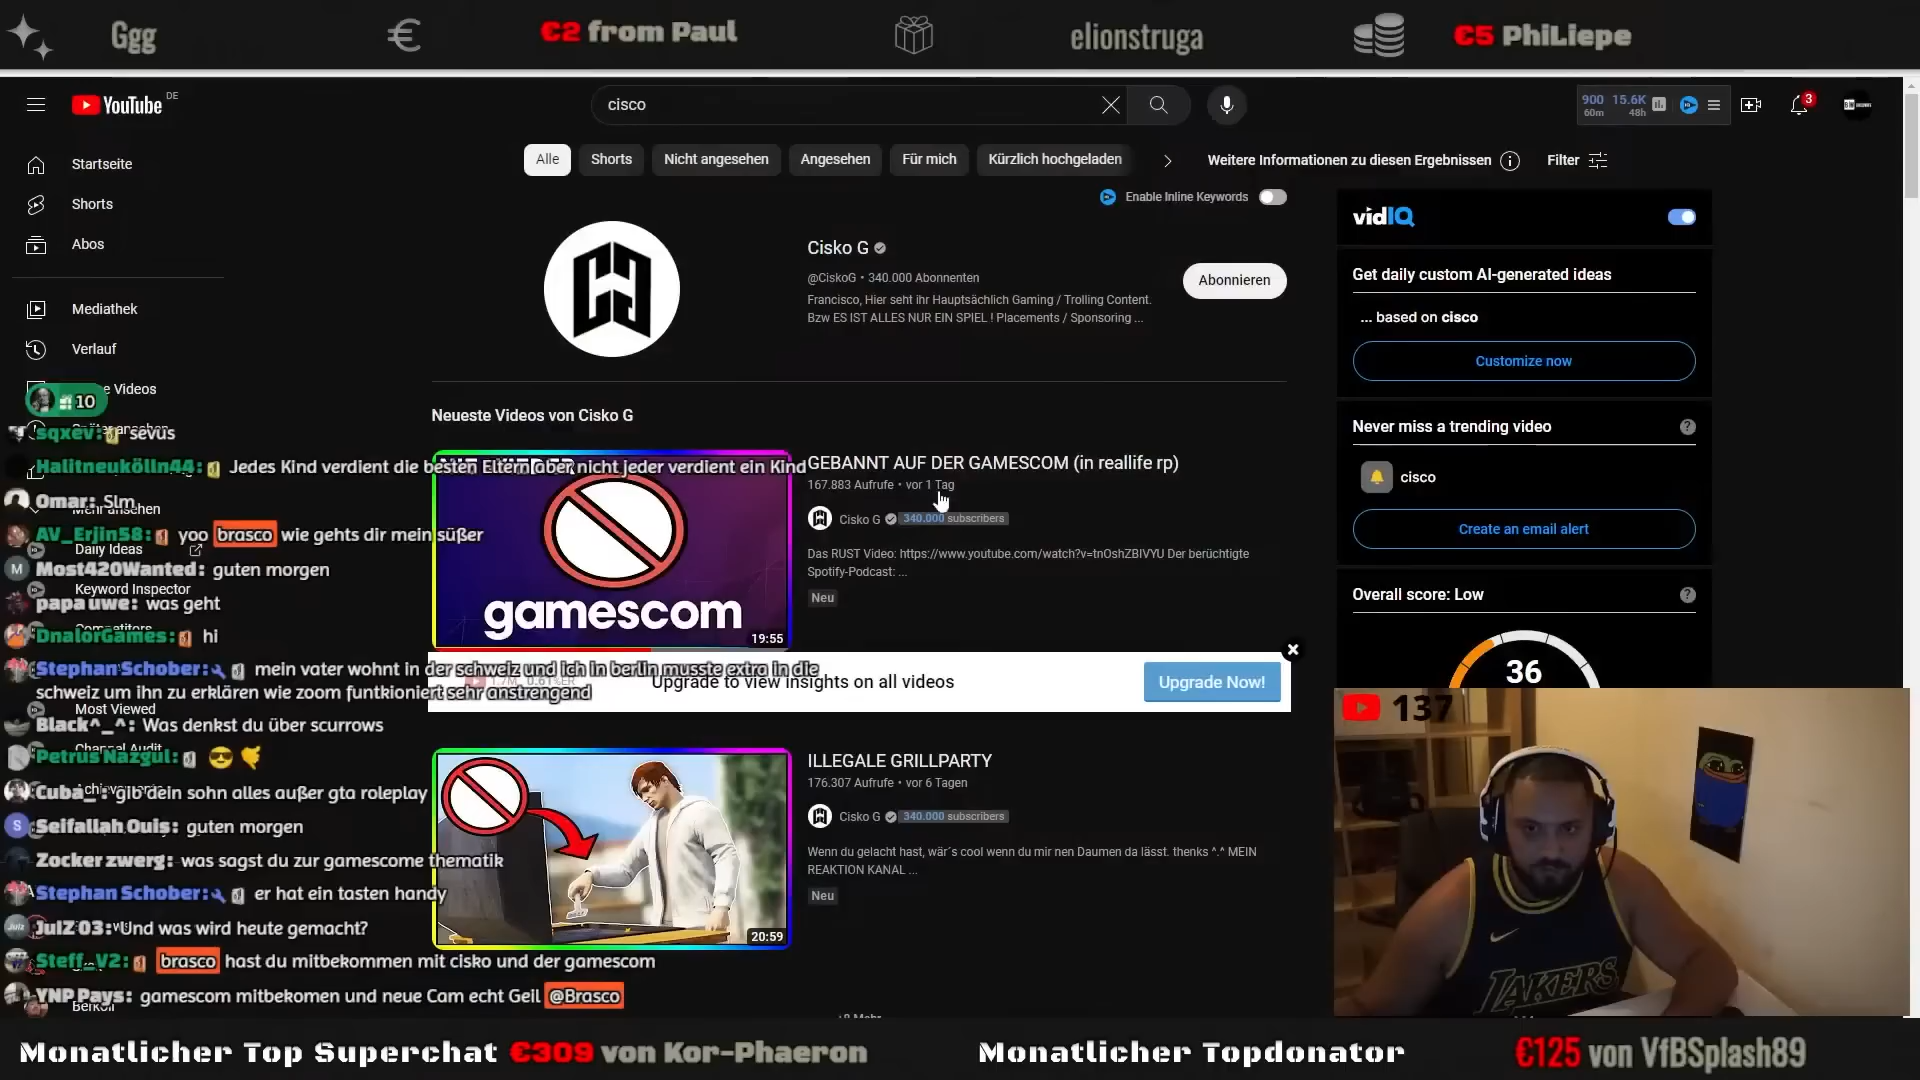 Ggg
€2 from Paul
elionstruga
€5 PhiLiepe
YouTube DE
cisco
900 60m
15.6K 48h
3
Alle
Shorts
Nicht angesehen
Angesehen
Für mich
Kürzlich hochgeladen
Weitere Informationen zu diesen Ergebnissen
Filter
Enable Inline Keywords
Startseite
Shorts
Abos
Mediathek
Verlauf
e Videos
10
Cisko G
@CiskoG • 340.000 Abonnenten
Francisco, Hier seht ihr Hauptsächlich Gaming / Trolling Content.
Bzw ES IST ALLES NUR EIN SPIEL ! Placements / Sponsoring ...
Abonnieren
vidIQ
Get daily custom AI-generated ideas
... based on cisco
Customize now
Never miss a trending video
cisco
Create an email alert
Overall score: Low
36
Neueste Videos von Cisko G
gamescom
19:55
GEBANNT AUF DER GAMESCOM (in reallife rp)
167.883 Aufrufe • vor 1 Tag
Cisko G 340.000 subscribers
Das RUST Video: https://www.youtube.com/watch?v=tnOshZBIVYU Der berüchtigte
Spotify-Podcast: ...
Neu
Upgrade to view insights on all videos
Upgrade Now!
20:59
ILLEGALE GRILLPARTY
176.307 Aufrufe • vor 6 Tagen
Cisko G 340.000 subscribers
Wenn du gelacht hast, wär´s cool wenn du mir nen Daumen da lässt. thenks ^.^ MEIN
REAKTION KANAL ...
Neu
sqxev: sevus
Halitneukölln44: Jedes Kind verdient die besten Eltern aber nicht jeder verdient ein Kind
Omar: Slm
Mehr ansehen
AV_Erjin58: yoo brasco wie gehts dir mein süßer
Daily Ideas
Most420Wanted: guten morgen
Keyword Inspector
papa uwe: was geht
Competitors
DnalorGames: hi
Stephan Schober: mein vater wohnt in der schweiz und ich in berlin musste extra in die
schweiz um ihn zu erklären wie zoom funtkioniert sehr anstrengend
Most Viewed
Black^_^: Was denkst du über scurrows
Channel Audit
Petrus Nazgul:
Cuba_: gib dein sohn alles außer gta roleplay
Seifallah Ouis: guten morgen
Zocker zwerg: was sagst du zur gamescome thematik
Stephan Schober: er hat ein tasten handy
JulZ 03: Und was wird heute gemacht?
Steff_V2: brasco hast du mitbekommen mit cisko und der gamescom
YNP Pays: gamescom mitbekomen und neue Cam echt Geil @Brasco
137
LAKERS
Monatlicher Top Superchat €309 von Kor-Phaeron
Monatlicher Topdonator €125 von VfBSplash89